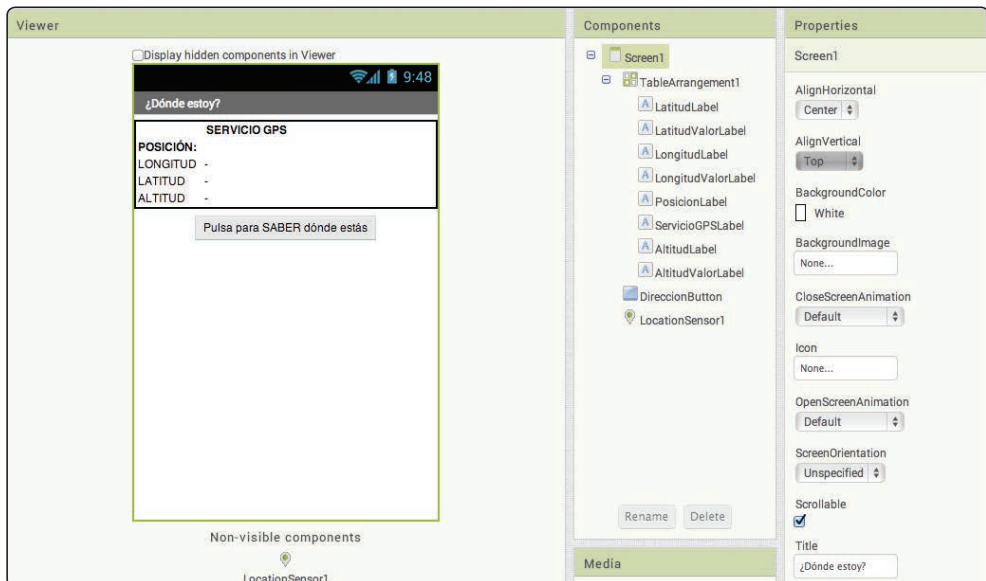 Viewer
Display hidden components in Viewer
9:48
¿Dónde estoy?
SERVICIO GPS
POSICIÓN:
LONGITUD -
LATITUD -
ALTITUD -
Pulsa para SABER dónde estás
Non-visible components
LocationSensor1
Components
Screen1
TableArrangement1
LatitudLabel
LatitudValorLabel
LongitudLabel
LongitudValorLabel
PosicionLabel
ServicioGPSLabel
AltitudLabel
AltitudValorLabel
DireccionButton
LocationSensor1
Rename Delete
Media
Properties
Screen1
AlignHorizontal
Center
AlignVertical
Top
BackgroundColor
White
BackgroundImage
None...
CloseScreenAnimation
Default
Icon
None...
OpenScreenAnimation
Default
ScreenOrientation
Unspecified
Scrollable
Title
¿Dónde estoy?